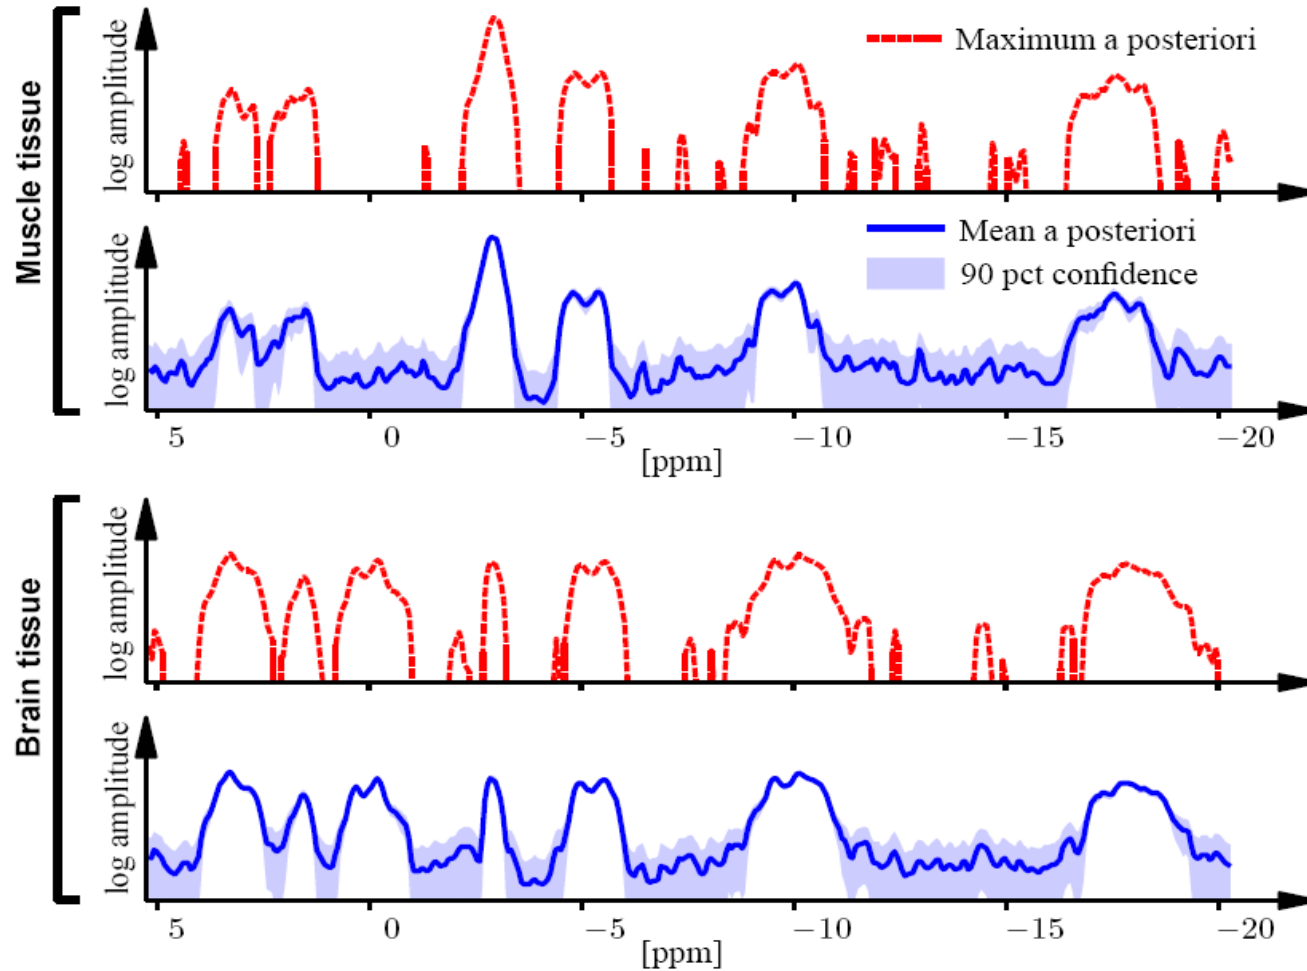 Muscle tissue
log amplitude
Maximum a posteriori
log amplitude
Mean a posteriori
90 pct confidence
5 0 −5 −10 −15 −20
[ppm]
Brain tissue
log amplitude
log amplitude
5 0 −5 −10 −15 −20
[ppm]